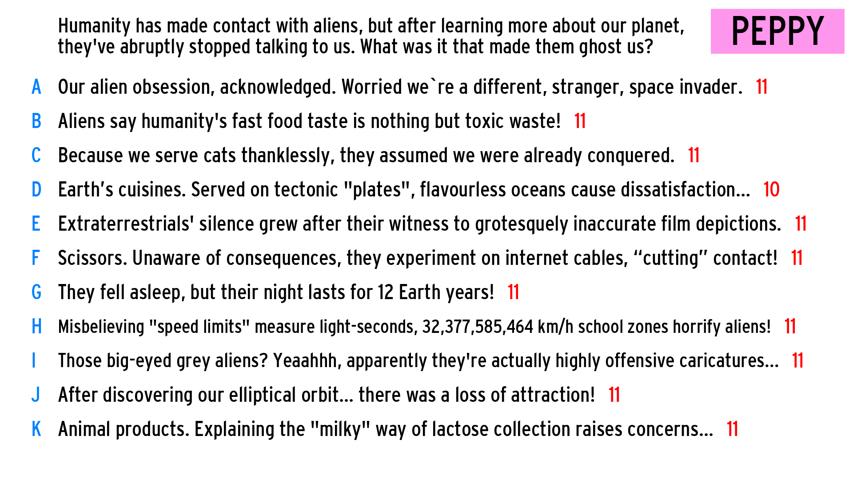 Humanity has made contact with aliens, but after learning more about our planet,
they've abruptly stopped talking to us. What was it that made them ghost us?
PEPPY
A Our alien obsession, acknowledged. Worried we`re a different, stranger, space invader. 11
B Aliens say humanity's fast food taste is nothing but toxic waste! 11
C Because we serve cats thanklessly, they assumed we were already conquered. 11
D Earth’s cuisines. Served on tectonic "plates", flavourless oceans cause dissatisfaction... 10
E Extraterrestrials' silence grew after their witness to grotesquely inaccurate film depictions. 11
F Scissors. Unaware of consequences, they experiment on internet cables, “cutting” contact! 11
G They fell asleep, but their night lasts for 12 Earth years! 11
H Misbelieving "speed limits" measure light-seconds, 32,377,585,464 km/h school zones horrify aliens! 11
I Those big-eyed grey aliens? Yeaahhh, apparently they're actually highly offensive caricatures... 11
J After discovering our elliptical orbit... there was a loss of attraction! 11
K Animal products. Explaining the "milky" way of lactose collection raises concerns... 11